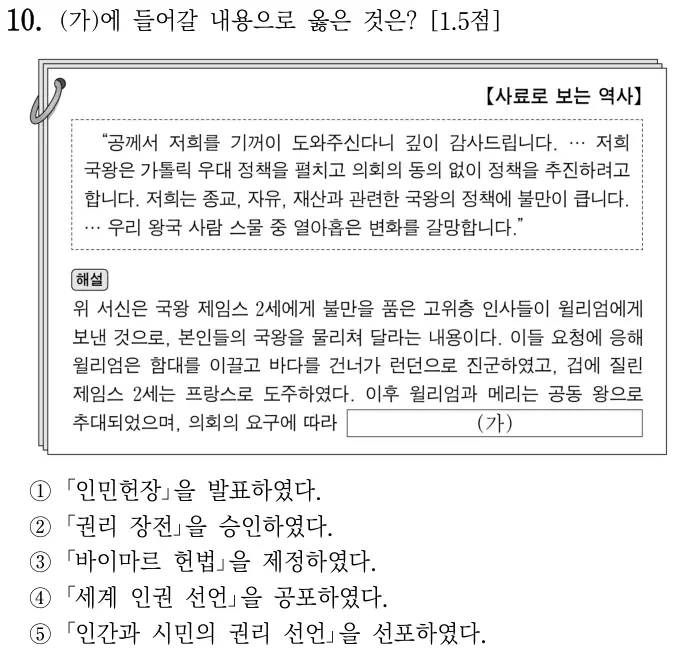 10. (가)에 들어갈 내용으로 옳은 것은? [1.5점]
【사료로 보는 역사】
“공께서 저희를 기꺼이 도와주신다니 깊이 감사드립니다. … 저희
국왕은 가톨릭 우대 정책을 펼치고 의회의 동의 없이 정책을 추진하려고
합니다. 저희는 종교, 자유, 재산과 관련한 국왕의 정책에 불만이 큽니다.
… 우리 왕국 사람 스물 중 열아홉은 변화를 갈망합니다.”
해설
위 서신은 국왕 제임스 2세에게 불만을 품은 고위층 인사들이 윌리엄에게
보낸 것으로, 본인들의 국왕을 물리쳐 달라는 내용이다. 이들 요청에 응해
윌리엄은 함대를 이끌고 바다를 건너가 런던으로 진군하였고, 겁에 질린
제임스 2세는 프랑스로 도주하였다. 이후 윌리엄과 메리는 공동 왕으로
추대되었으며, 의회의 요구에 따라 (가)
① 「인민헌장」을 발표하였다.
② 「권리 장전」을 승인하였다.
③ 「바이마르 헌법」을 제정하였다.
④ 「세계 인권 선언」을 공포하였다.
⑤ 「인간과 시민의 권리 선언」을 선포하였다.